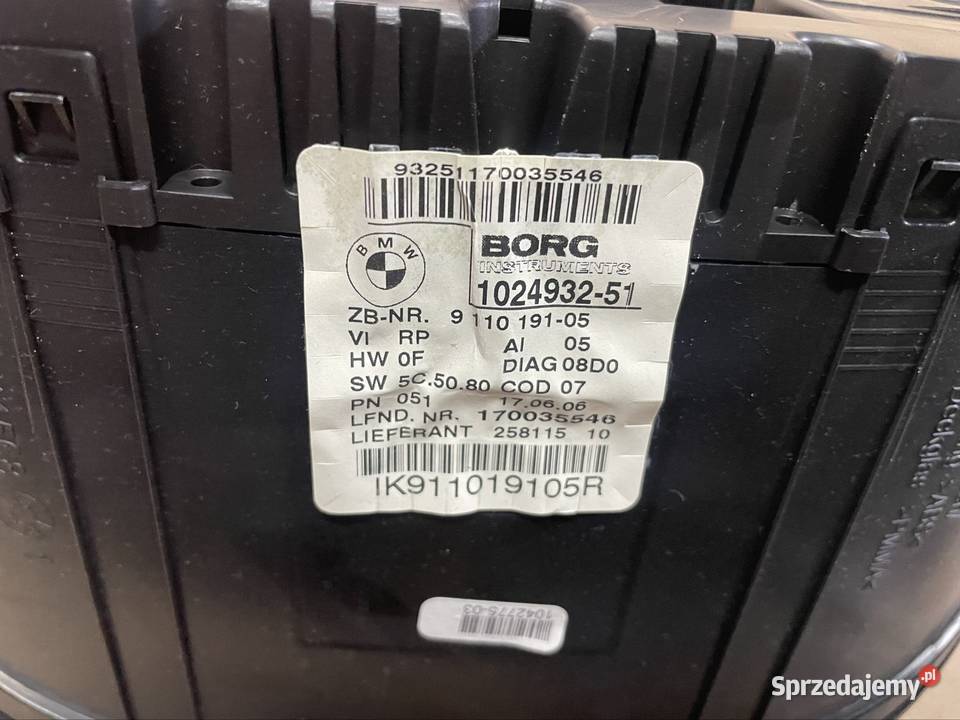 93251170035546
BMW
BORG
INSTRUMENTS
1024932-51
ZB-NR. 9 110 191-05
VI RP AI 05
HW 0F DIAG 08D0
SW 5C.50.80 COD 07
PN 051 17.06.06
LFND. NR. 170035546
LIEFERANT 258115 10
IK911019105R
1042775-03
Sprzedajemy.pl